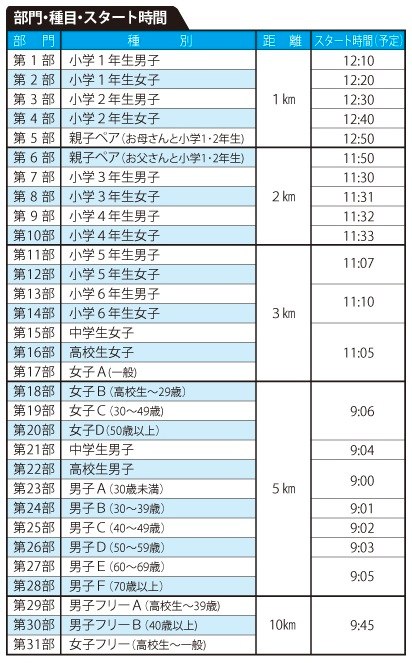 部門・種目・スタート時間
部門 種別 距離 スタート時間(予定)
第1部 小学1年生男子 1km 12:10
第2部 小学1年生女子 12:20
第3部 小学2年生男子 12:30
第4部 小学2年生女子 12:40
第5部 親子ペア(お母さんと小学1・2年生) 12:50
第6部 親子ペア(お父さんと小学1・2年生) 2km 11:50
第7部 小学3年生男子 11:30
第8部 小学3年生女子 11:31
第9部 小学4年生男子 11:32
第10部 小学4年生女子 11:33
第11部 小学5年生男子 3km 11:07
第12部 小学5年生女子
第13部 小学6年生男子 11:10
第14部 小学6年生女子
第15部 中学生女子 11:05
第16部 高校生女子
第17部 女子A(一般)
第18部 女子B(高校生〜29歳) 5km 9:06
第19部 女子C(30〜49歳)
第20部 女子D(50歳以上)
第21部 中学生男子 9:04
第22部 高校生男子 9:00
第23部 男子A(30歳未満)
第24部 男子B(30〜39歳) 9:01
第25部 男子C(40〜49歳) 9:02
第26部 男子D(50〜59歳) 9:03
第27部 男子E(60〜69歳) 9:05
第28部 男子F(70歳以上)
第29部 男子フリーA(高校生〜39歳) 10km 9:45
第30部 男子フリーB(40歳以上)
第31部 女子フリー(高校生〜一般)